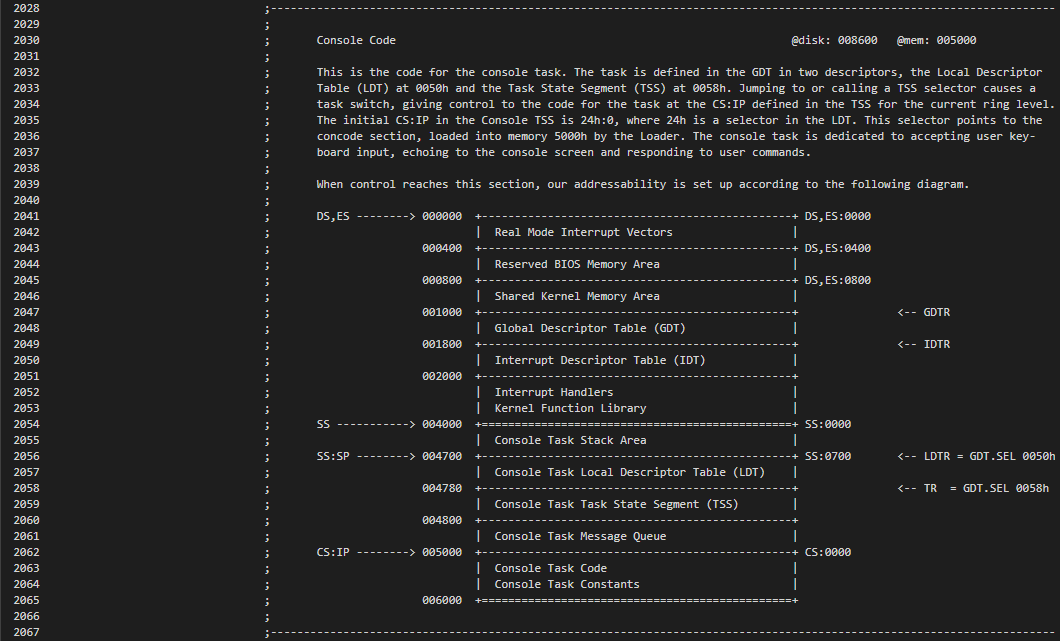 2028 ;-----------------------------------------------------------------------------------------------------------------------
2029 ;
2030 ; Console Code @disk: 008600 @mem: 005000
2031 ;
2032 ; This is the code for the console task. The task is defined in the GDT in two descriptors, the Local Descriptor
2033 ; Table (LDT) at 0050h and the Task State Segment (TSS) at 0058h. Jumping to or calling a TSS selector causes a
2034 ; task switch, giving control to the code for the task at the CS:IP defined in the TSS for the current ring level.
2035 ; The initial CS:IP in the Console TSS is 24h:0, where 24h is a selector in the LDT. This selector points to the
2036 ; concode section, loaded into memory 5000h by the Loader. The console task is dedicated to accepting user key-
2037 ; board input, echoing to the console screen and responding to user commands.
2038 ;
2039 ; When control reaches this section, our addressability is set up according to the following diagram.
2040 ;
2041 ; DS,ES --------> 000000 +-----------------------------------------------+ DS,ES:0000
2042 ; | Real Mode Interrupt Vectors |
2043 ; 000400 +-----------------------------------------------+ DS,ES:0400
2044 ; | Reserved BIOS Memory Area |
2045 ; 000800 +-----------------------------------------------+ DS,ES:0800
2046 ; | Shared Kernel Memory Area |
2047 ; 001000 +-----------------------------------------------+ <-- GDTR
2048 ; | Global Descriptor Table (GDT) |
2049 ; 001800 +-----------------------------------------------+ <-- IDTR
2050 ; | Interrupt Descriptor Table (IDT) |
2051 ; 002000 +-----------------------------------------------+
2052 ; | Interrupt Handlers |
2053 ; | Kernel Function Library |
2054 ; SS -----------> 004000 +===============================================+ SS:0000
2055 ; | Console Task Stack Area |
2056 ; SS:SP --------> 004700 +-----------------------------------------------+ SS:0700 <-- LDTR = GDT.SEL 0050h
2057 ; | Console Task Local Descriptor Table (LDT) |
2058 ; 004780 +-----------------------------------------------+ <-- TR = GDT.SEL 0058h
2059 ; | Console Task Task State Segment (TSS) |
2060 ; 004800 +-----------------------------------------------+
2061 ; | Console Task Message Queue |
2062 ; CS:IP --------> 005000 +-----------------------------------------------+ CS:0000
2063 ; | Console Task Code |
2064 ; | Console Task Constants |
2065 ; 006000 +===============================================+
2066 ;
2067 ;-----------------------------------------------------------------------------------------------------------------------